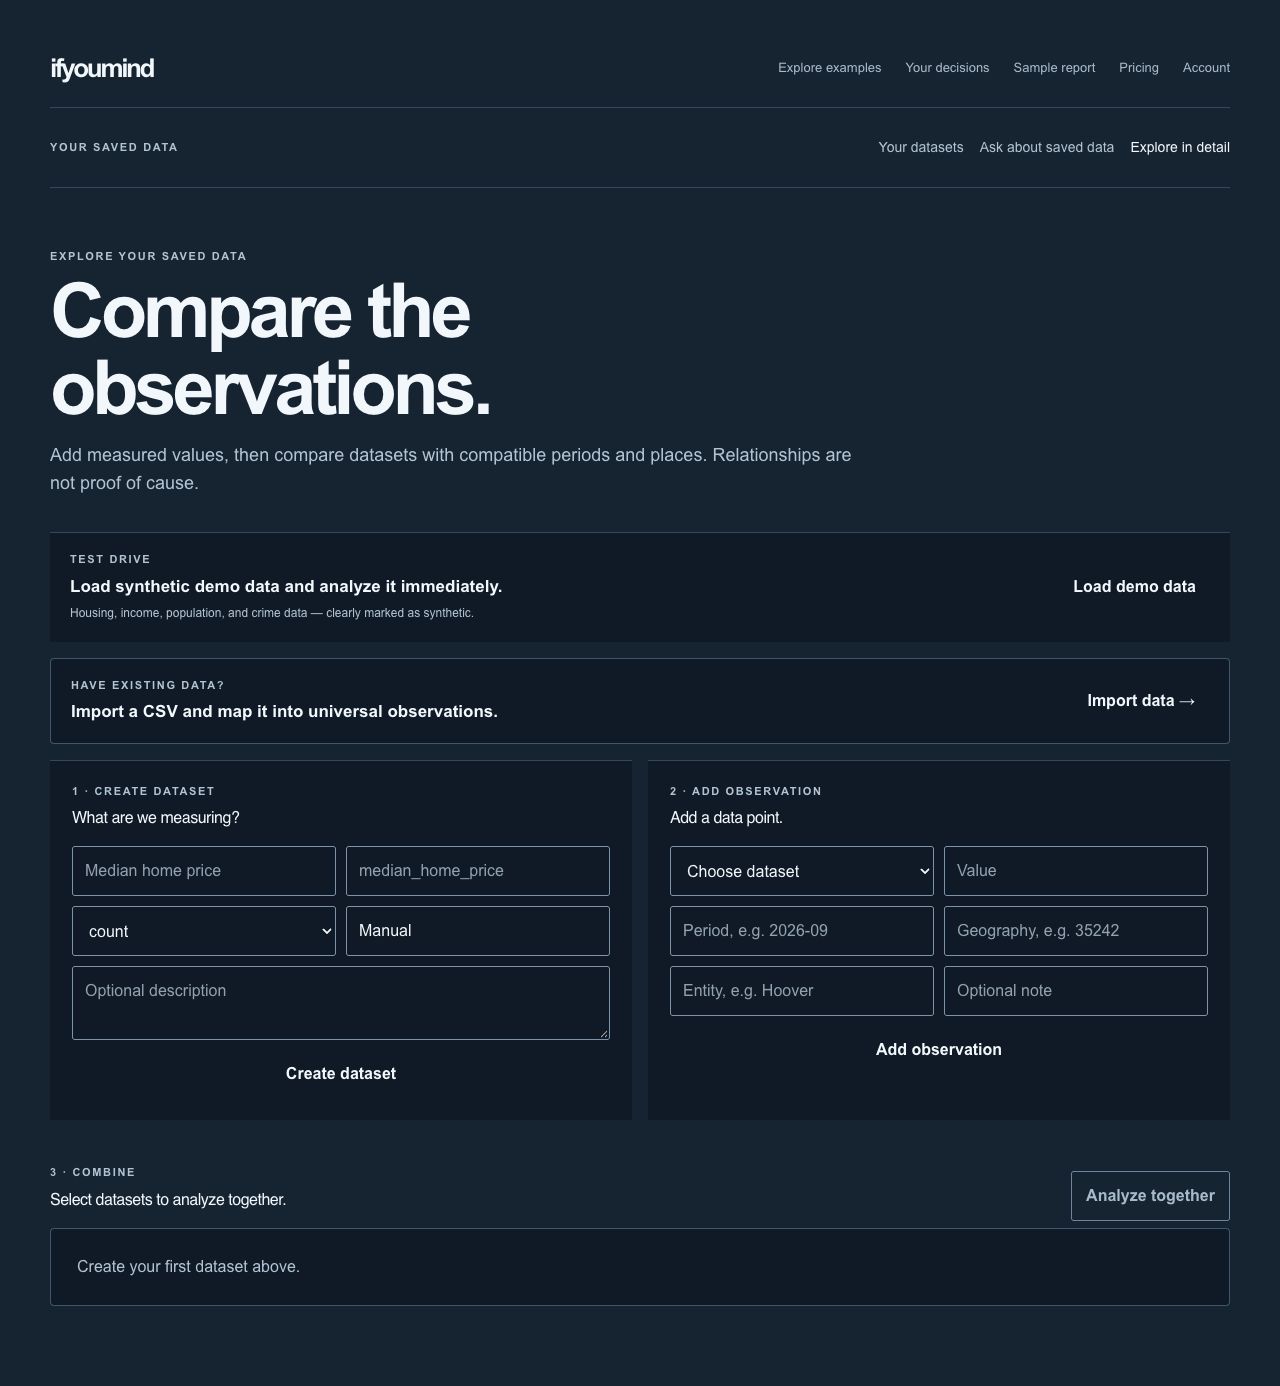 ifyoumind
Explore examples
Your decisions
Sample report
Pricing
Account
YOUR SAVED DATA
Your datasets
Ask about saved data
Explore in detail
EXPLORE YOUR SAVED DATA
Compare the
observations.
Add measured values, then compare datasets with compatible periods and places. Relationships are
not proof of cause.
TEST DRIVE
Load synthetic demo data and analyze it immediately.
Housing, income, population, and crime data — clearly marked as synthetic.
Load demo data
HAVE EXISTING DATA?
Import a CSV and map it into universal observations.
Import data →
1 · CREATE DATASET
What are we measuring?
Median home price
median_home_price
count
Manual
Optional description
Create dataset
2 · ADD OBSERVATION
Add a data point.
Choose dataset
Value
Period, e.g. 2026-09
Geography, e.g. 35242
Entity, e.g. Hoover
Optional note
Add observation
3 · COMBINE
Select datasets to analyze together.
Analyze together
Create your first dataset above.